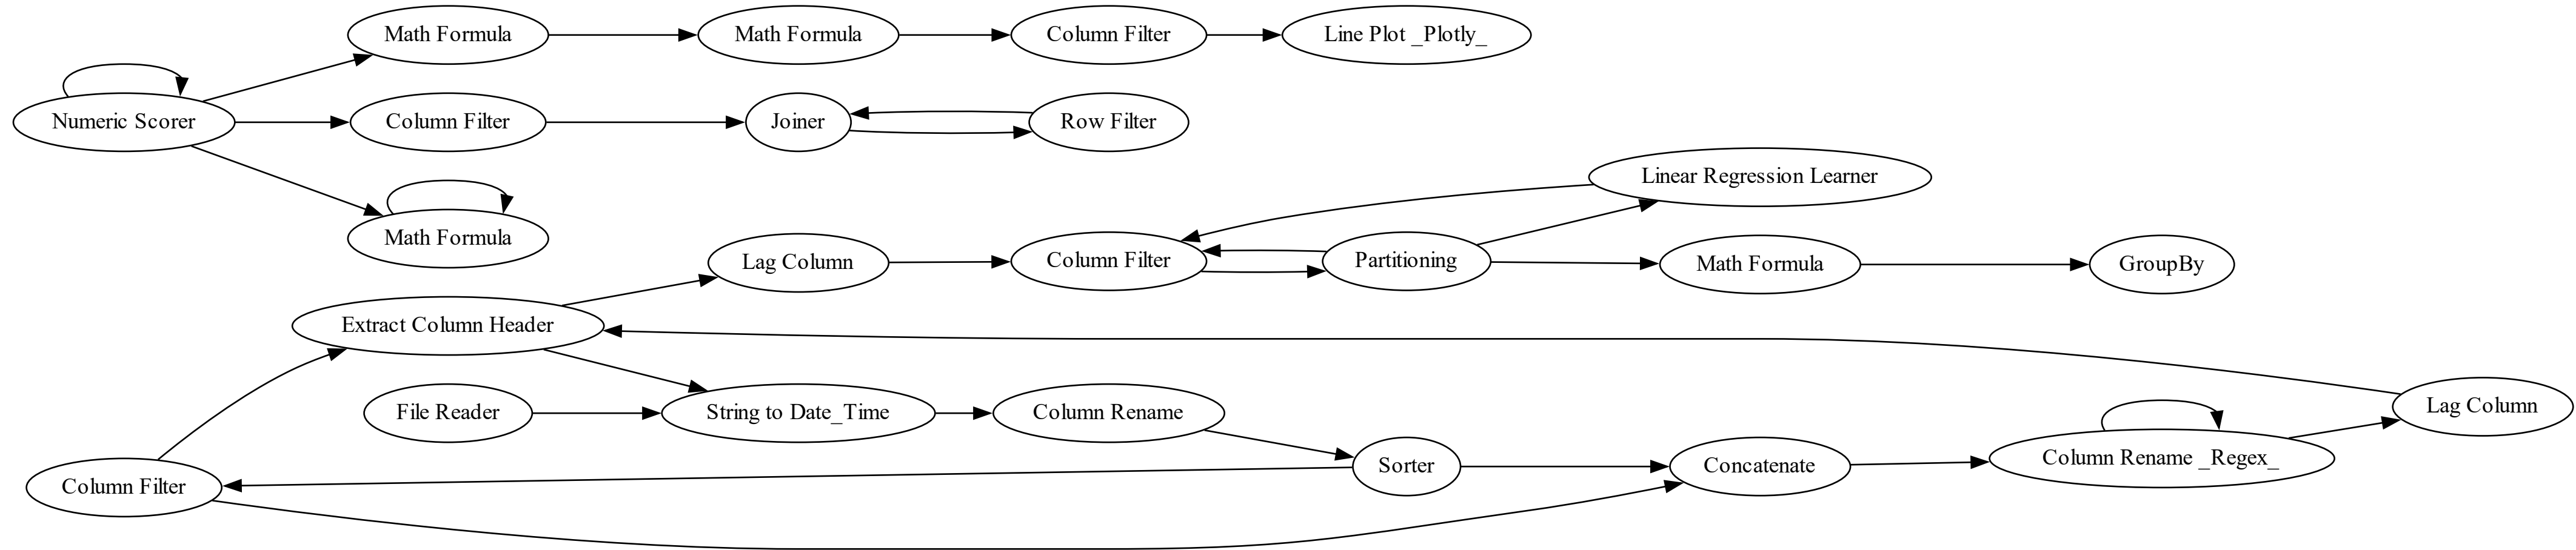 Math Formula
Math Formula
Column Filter
Line Plot _Plotly_
Numeric Scorer
Column Filter
Joiner
Row Filter
Linear Regression Learner
Math Formula
Lag Column
Column Filter
Partitioning
Math Formula
GroupBy
Extract Column Header
File Reader
String to Date_Time
Column Rename
Lag Column
Column Filter
Sorter
Concatenate
Column Rename _Regex_